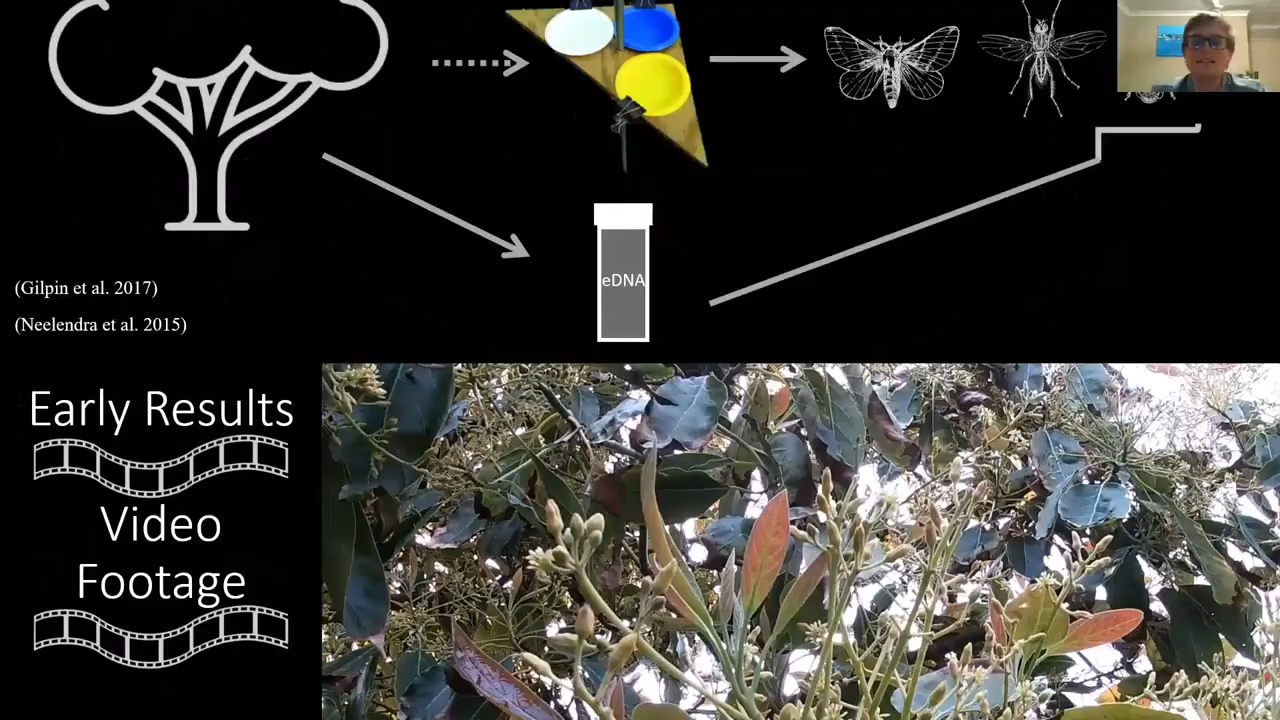 eDNA
(Gilpin et al. 2017)
(Neelendra et al. 2015)
Early Results
Video
Footage